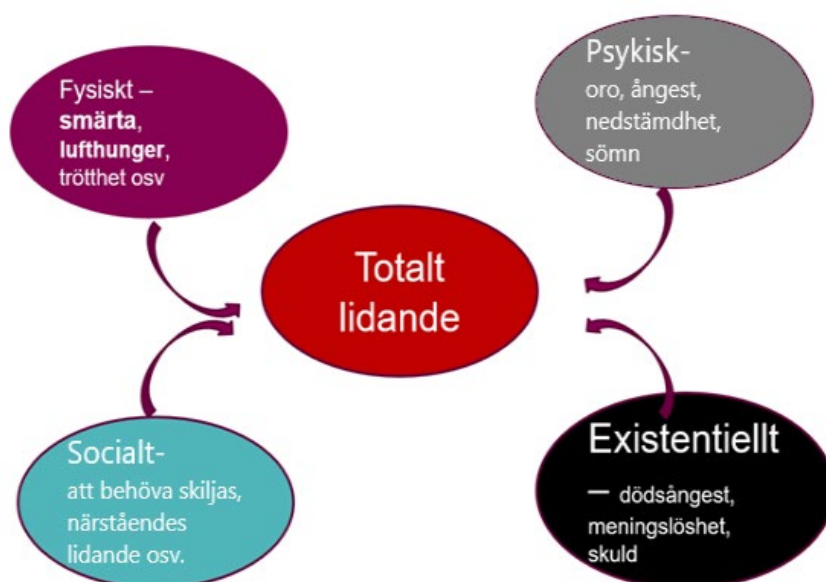 Fysiskt –
smärta,
lufthunger,
trötthet osv
Psykisk-
oro, ångest,
nedstämdhet,
sömn
Totalt
lidande
Socialt-
att behöva skiljas,
närståendes
lidande osv.
Existentiellt
— dödsångest,
meningslöshet,
skuld